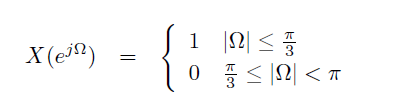 X(e^{jΩ}) = { 1 |Ω| ≤ π/3
0 π/3 ≤ |Ω| < π